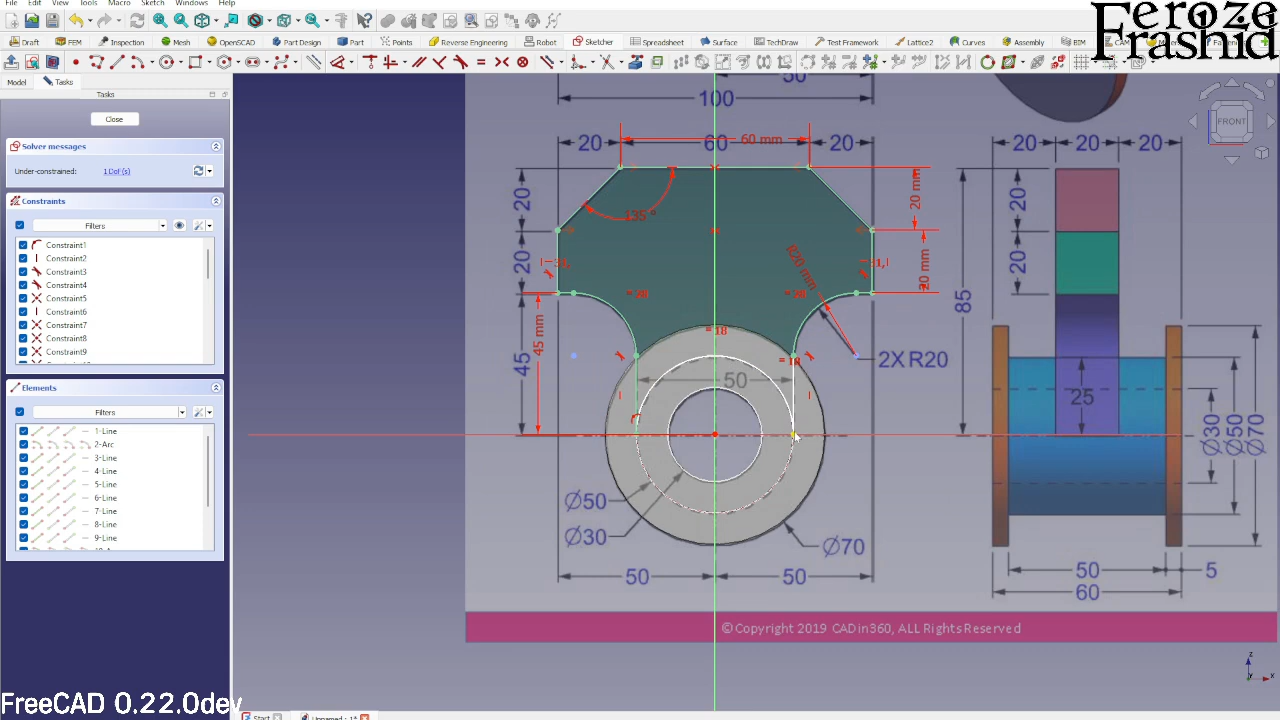 File Edit View Tools Macro Sketch Windows Help
Feroze
Frashid
Draft FEM Inspection Mesh OpenSCAD Part Design Part Points Reverse Engineering Robot Sketcher Spreadsheet Surface TechDraw Test Framework Lattice2 Curves Assembly BIM
Model Tasks
Tasks
Close
Solver messages
Under-constrained: 1 DoF(s)
Constraints
Filters
Constraint1
Constraint2
Constraint3
Constraint4
Constraint5
Constraint6
Constraint7
Constraint8
Constraint9
Elements
Filters
1-Line
2-Arc
3-Line
4-Line
5-Line
6-Line
7-Line
8-Line
9-Line
100
20 60 60 mm 20
20 20 20
FRONT
20
135 °
20 mm
20
20
20 mm
R20 mm
20
85
45
45 mm
2X R20
50
25
Ø30
Ø50
Ø70
Ø50
Ø30
Ø70
50 50
50 5
60
© Copyright 2019 CADin360, ALL Rights Reserved
FreeCAD 0.22.0dev
Start Unnamed : 1*